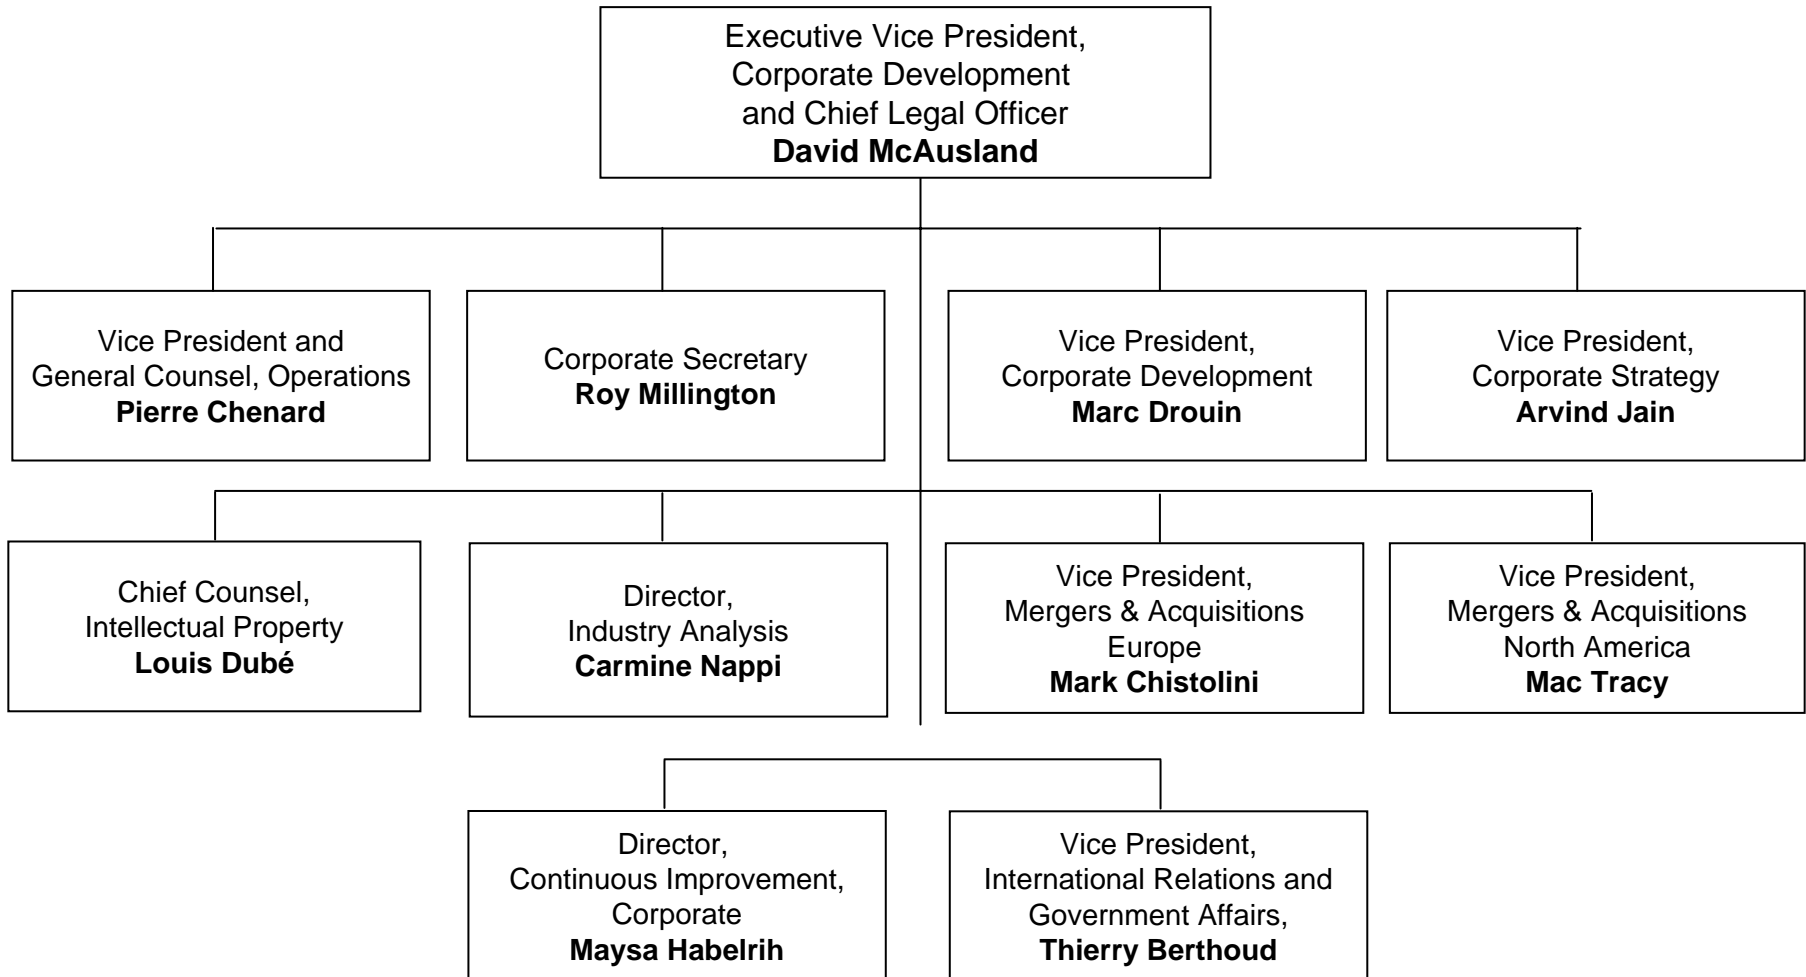 Executive Vice President,
Corporate Development
and Chief Legal Officer
David McAusland
Vice President and
General Counsel, Operations
Pierre Chenard
Corporate Secretary
Roy Millington
Vice President,
Corporate Development
Marc Drouin
Vice President,
Corporate Strategy
Arvind Jain
Chief Counsel,
Intellectual Property
Louis Dubé
Director,
Industry Analysis
Carmine Nappi
Vice President,
Mergers & Acquisitions
Europe
Mark Chistolini
Vice President,
Mergers & Acquisitions
North America
Mac Tracy
Director,
Continuous Improvement,
Corporate
Maysa Habelrih
Vice President,
International Relations and
Government Affairs,
Thierry Berthoud